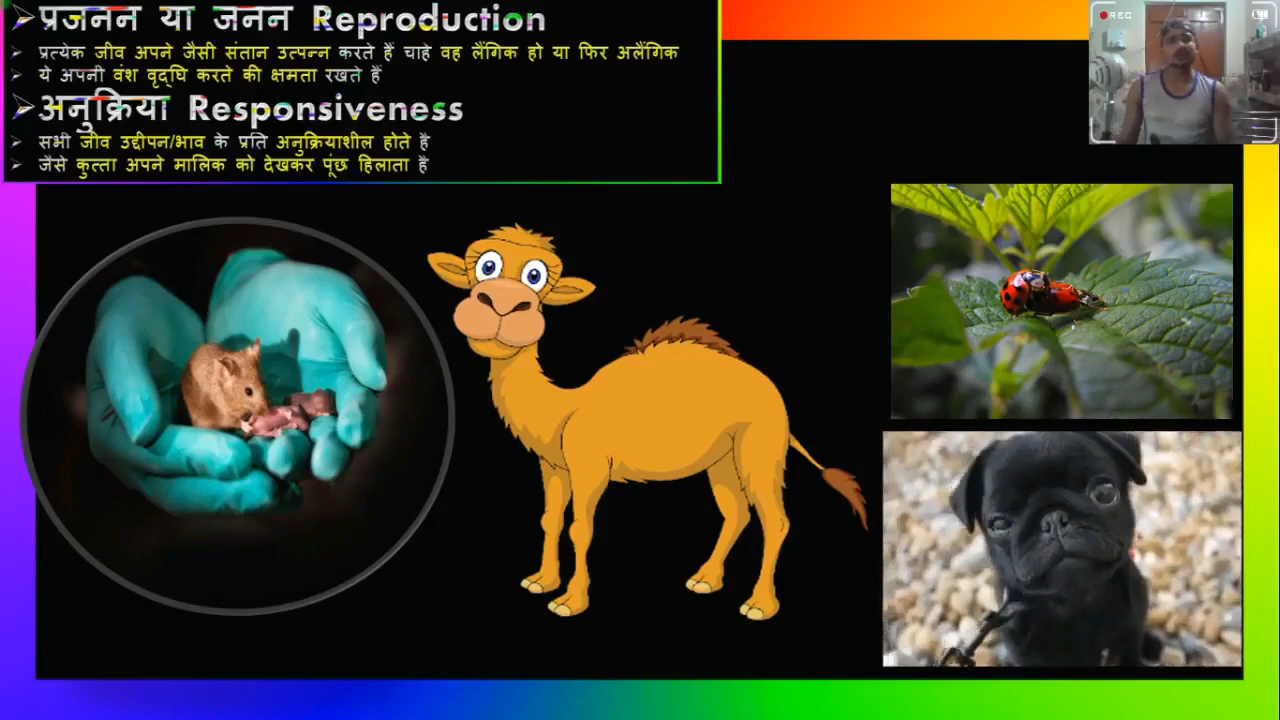 प्रजनन या जनन Reproduction
प्रत्येक जीव अपने जैसी संतान उत्पन्न करते हैं चाहे वह लैंगिक हो या फिर अलैंगिक
ये अपनी वंश वृद्घि करते की क्षमता रखते हैं
अनुक्रिया Responsiveness
सभी जीव उद्दीपन/भाव के प्रति अनुक्रियाशील होते है
जैसे कुत्ता अपने मालिक को देखकर पूंछ हिलाता है
REC